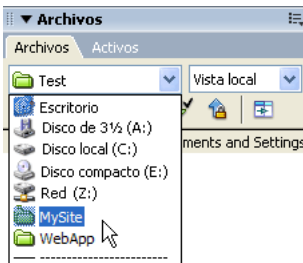 Archivos
Archivos Activos
Test Vista local
Escritorio
Disco de 3½ (A:)
Disco local (C:)
ments and Settings
Disco compacto (E:)
Red (Z:)
MySite
WebApp